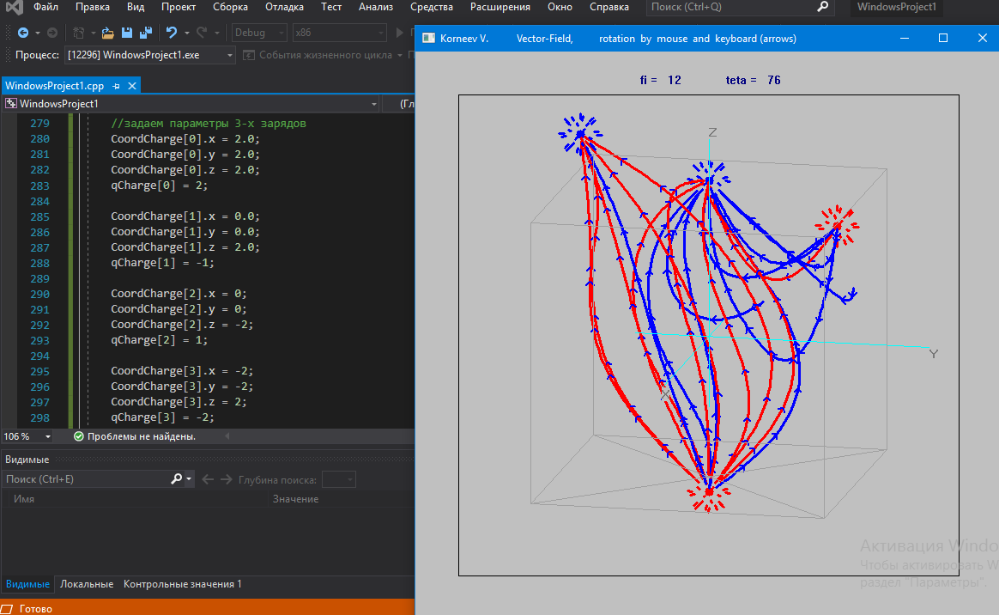 Файл Правка Вид Проект Сборка Отладка Тест Анализ Средства Расширения Окно Справка Поиск (Ctrl+Q) WindowsProject1
Debug x86
Процесс: [12296] WindowsProject1.exe События жизненного цикла
WindowsProject1.cpp
WindowsProject1 (Гл
279 //задаем параметры 3-х зарядов
280 CoordCharge[0].x = 2.0;
281 CoordCharge[0].y = 2.0;
282 CoordCharge[0].z = 2.0;
283 qCharge[0] = 2;
284
285 CoordCharge[1].x = 0.0;
286 CoordCharge[1].y = 0.0;
287 CoordCharge[1].z = 2.0;
288 qCharge[1] = -1;
289
290 CoordCharge[2].x = 0;
291 CoordCharge[2].y = 0;
292 CoordCharge[2].z = -2;
293 qCharge[2] = 1;
294
295 CoordCharge[3].x = -2;
296 CoordCharge[3].y = -2;
297 CoordCharge[3].z = 2;
298 qCharge[3] = -2;
106 % Проблемы не найдены.
Видимые
Поиск (Ctrl+E) Глубина поиска:
Имя Значение
Видимые Локальные Контрольные значения 1
Готово
Korneev V. Vector-Field, rotation by mouse and keyboard (arrows)
fi = 12 teta = 76
Z
Y
X
Активация Windo
Чтобы активировать W
раздел "Параметры".